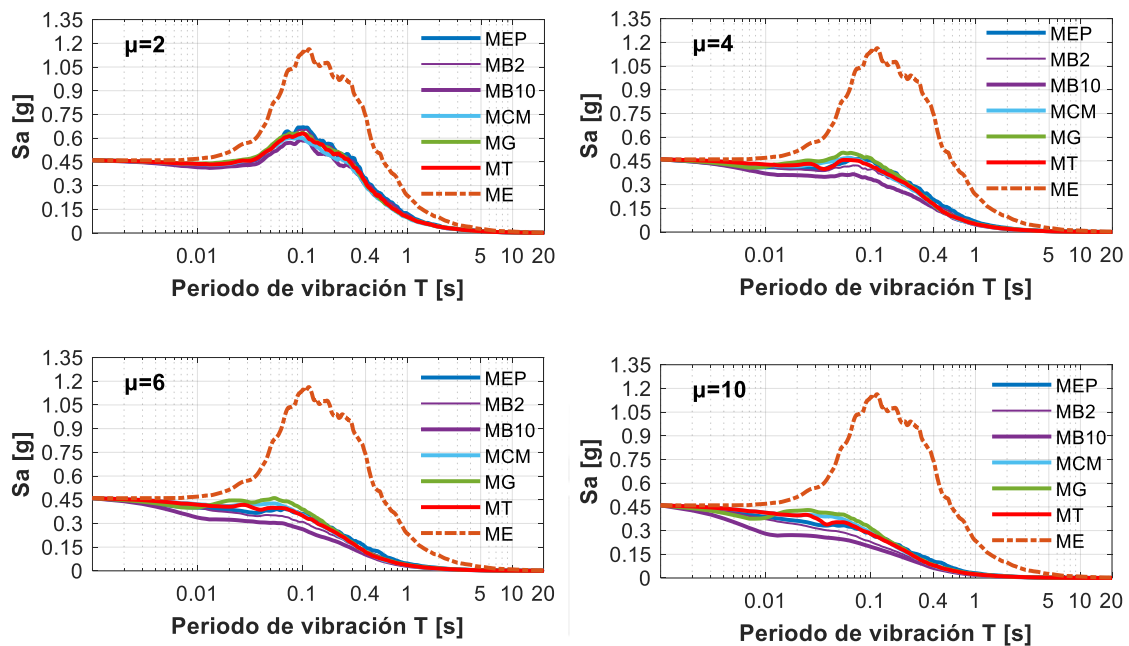 µ=2
Sa [g]
1.35
1.2
1.05
0.9
0.75
0.6
0.45
0.3
0.15
0
MEP
MB2
MB10
MCM
MG
MT
ME
0.01 0.1 0.4 1 5 10 20
Periodo de vibración T [s]
µ=4
Sa [g]
1.35
1.2
1.05
0.9
0.75
0.6
0.45
0.3
0.15
0
MEP
MB2
MB10
MCM
MG
MT
ME
0.01 0.1 0.4 1 5 10 20
Periodo de vibración T [s]
µ=6
Sa [g]
1.35
1.2
1.05
0.9
0.75
0.6
0.45
0.3
0.15
0
MEP
MB2
MB10
MCM
MG
MT
ME
0.01 0.1 0.4 1 5 10 20
Periodo de vibración T [s]
µ=10
Sa [g]
1.35
1.2
1.05
0.9
0.75
0.6
0.45
0.3
0.15
0
MEP
MB2
MB10
MCM
MG
MT
ME
0.01 0.1 0.4 1 5 10 20
Periodo de vibración T [s]